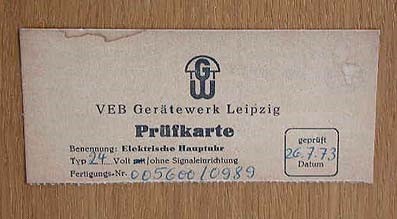 GW
VEB Gerätewerk Leipzig
Prüfkarte
Benennung: Elektrische Hauptuhr
Typ 24 Volt mit/ohne Signaleinrichtung
Fertigungs-Nr. 005600/0989
geprüft
26.7.73
Datum